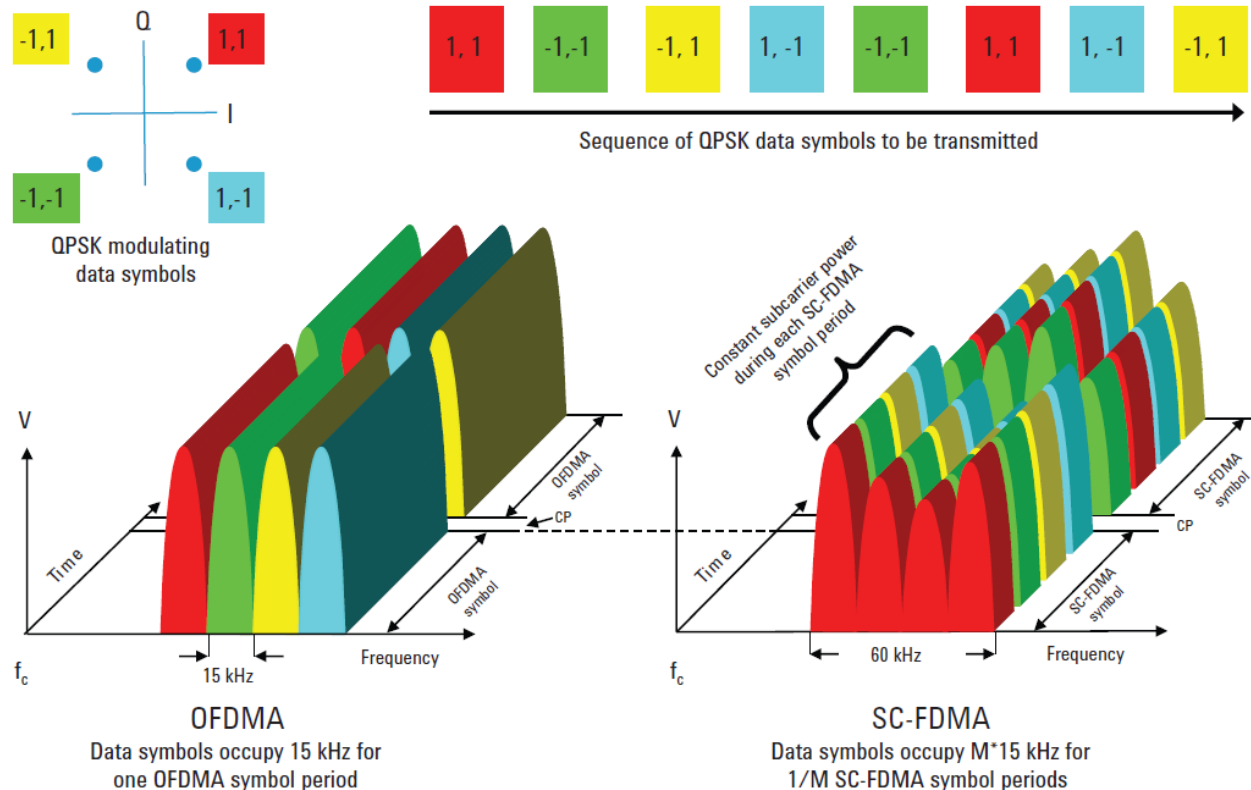 Q
-1,1
1,1
I
-1,-1
1,-1
QPSK modulating
data symbols
1, 1
-1,-1
-1, 1
1, -1
-1,-1
1, 1
1, -1
-1, 1
Sequence of QPSK data symbols to be transmitted
V
Time
OFDMA
symbol
CP
OFDMA
symbol
15 kHz
Frequency
fc
OFDMA
Data symbols occupy 15 kHz for
one OFDMA symbol period
Constant subcarrier power
during each SC-FDMA
symbol period
V
Time
SC-FDMA
symbol
CP
SC-FDMA
symbol
60 kHz
Frequency
fc
SC-FDMA
Data symbols occupy M*15 kHz for
1/M SC-FDMA symbol periods